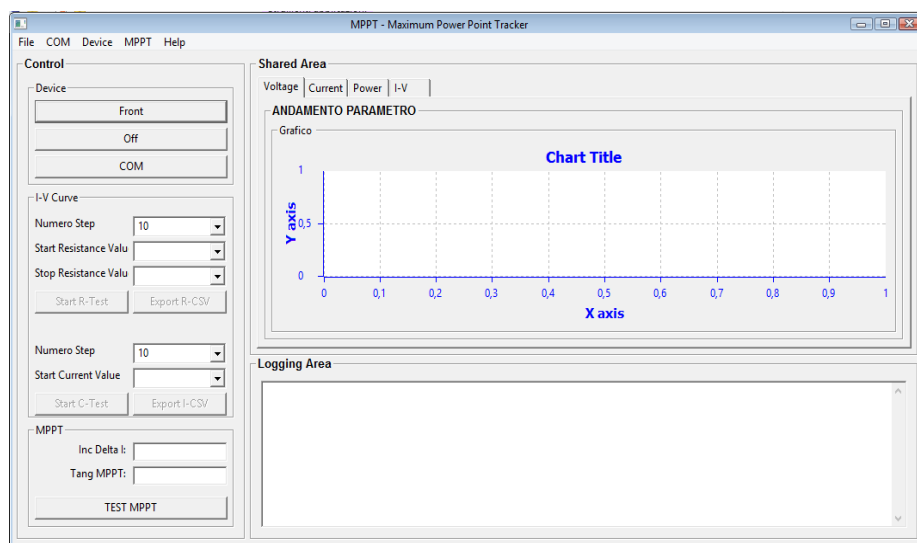 MPPT - Maximum Power Point Tracker
File COM Device MPPT Help
Control
Device
Front
Off
COM
I-V Curve
Numero Step 10
Start Resistance Valu
Stop Resistance Valu
Start R-Test Export R-CSV
Numero Step 10
Start Current Value
Start C-Test Export I-CSV
MPPT
Inc Delta I:
Tang MPPT:
TEST MPPT
Shared Area
Voltage Current Power I-V
ANDAMENTO PARAMETRO
Grafico
Chart Title
1
0,5
0
Y axis
0 0,1 0,2 0,3 0,4 0,5 0,6 0,7 0,8 0,9 1
X axis
Logging Area